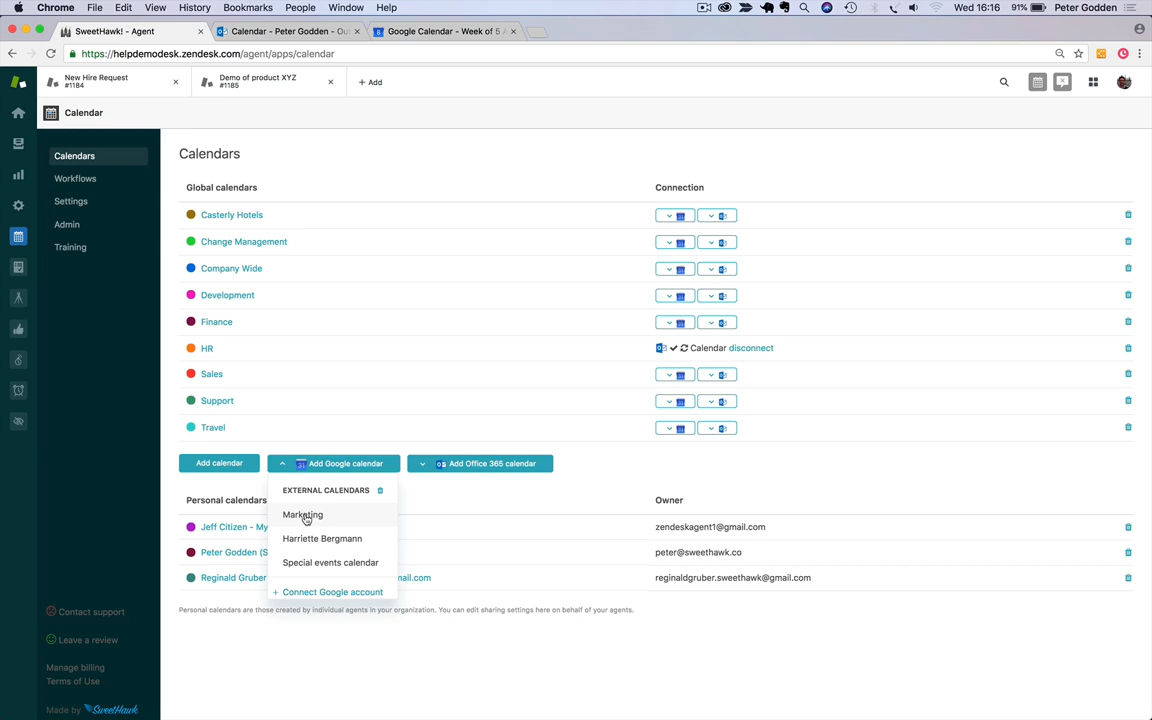 Chrome File Edit View History Bookmarks People Window Help
Wed 16:16 91% Peter Godden
SweetHawk! - Agent
Calendar - Peter Godden - Ou
Google Calendar - Week of 5 A
https://helpdemodesk.zendesk.com/agent/apps/calendar
New Hire Request
#1184
Demo of product XYZ
#1185
+ Add
Calendar
Calendars
Workflows
Settings
Admin
Training
Calendars
Global calendars Connection
Casterly Hotels
Change Management
Company Wide
Development
Finance
HR Calendar disconnect
Sales
Support
Travel
Add calendar Add Google calendar Add Office 365 calendar
EXTERNAL CALENDARS
Marketing
Harriette Bergmann
Special events calendar
+ Connect Google account
Personal calendars Owner
Jeff Citizen - My zendeskagent1@gmail.com
Peter Godden (S peter@sweethawk.co
Reginald Gruber mail.com reginaldgruber.sweethawk@gmail.com
Personal calendars are those created by individual agents in your organization. You can edit sharing settings here on behalf of your agents.
Contact support
Leave a review
Manage billing
Terms of Use
Made by SweetHawk